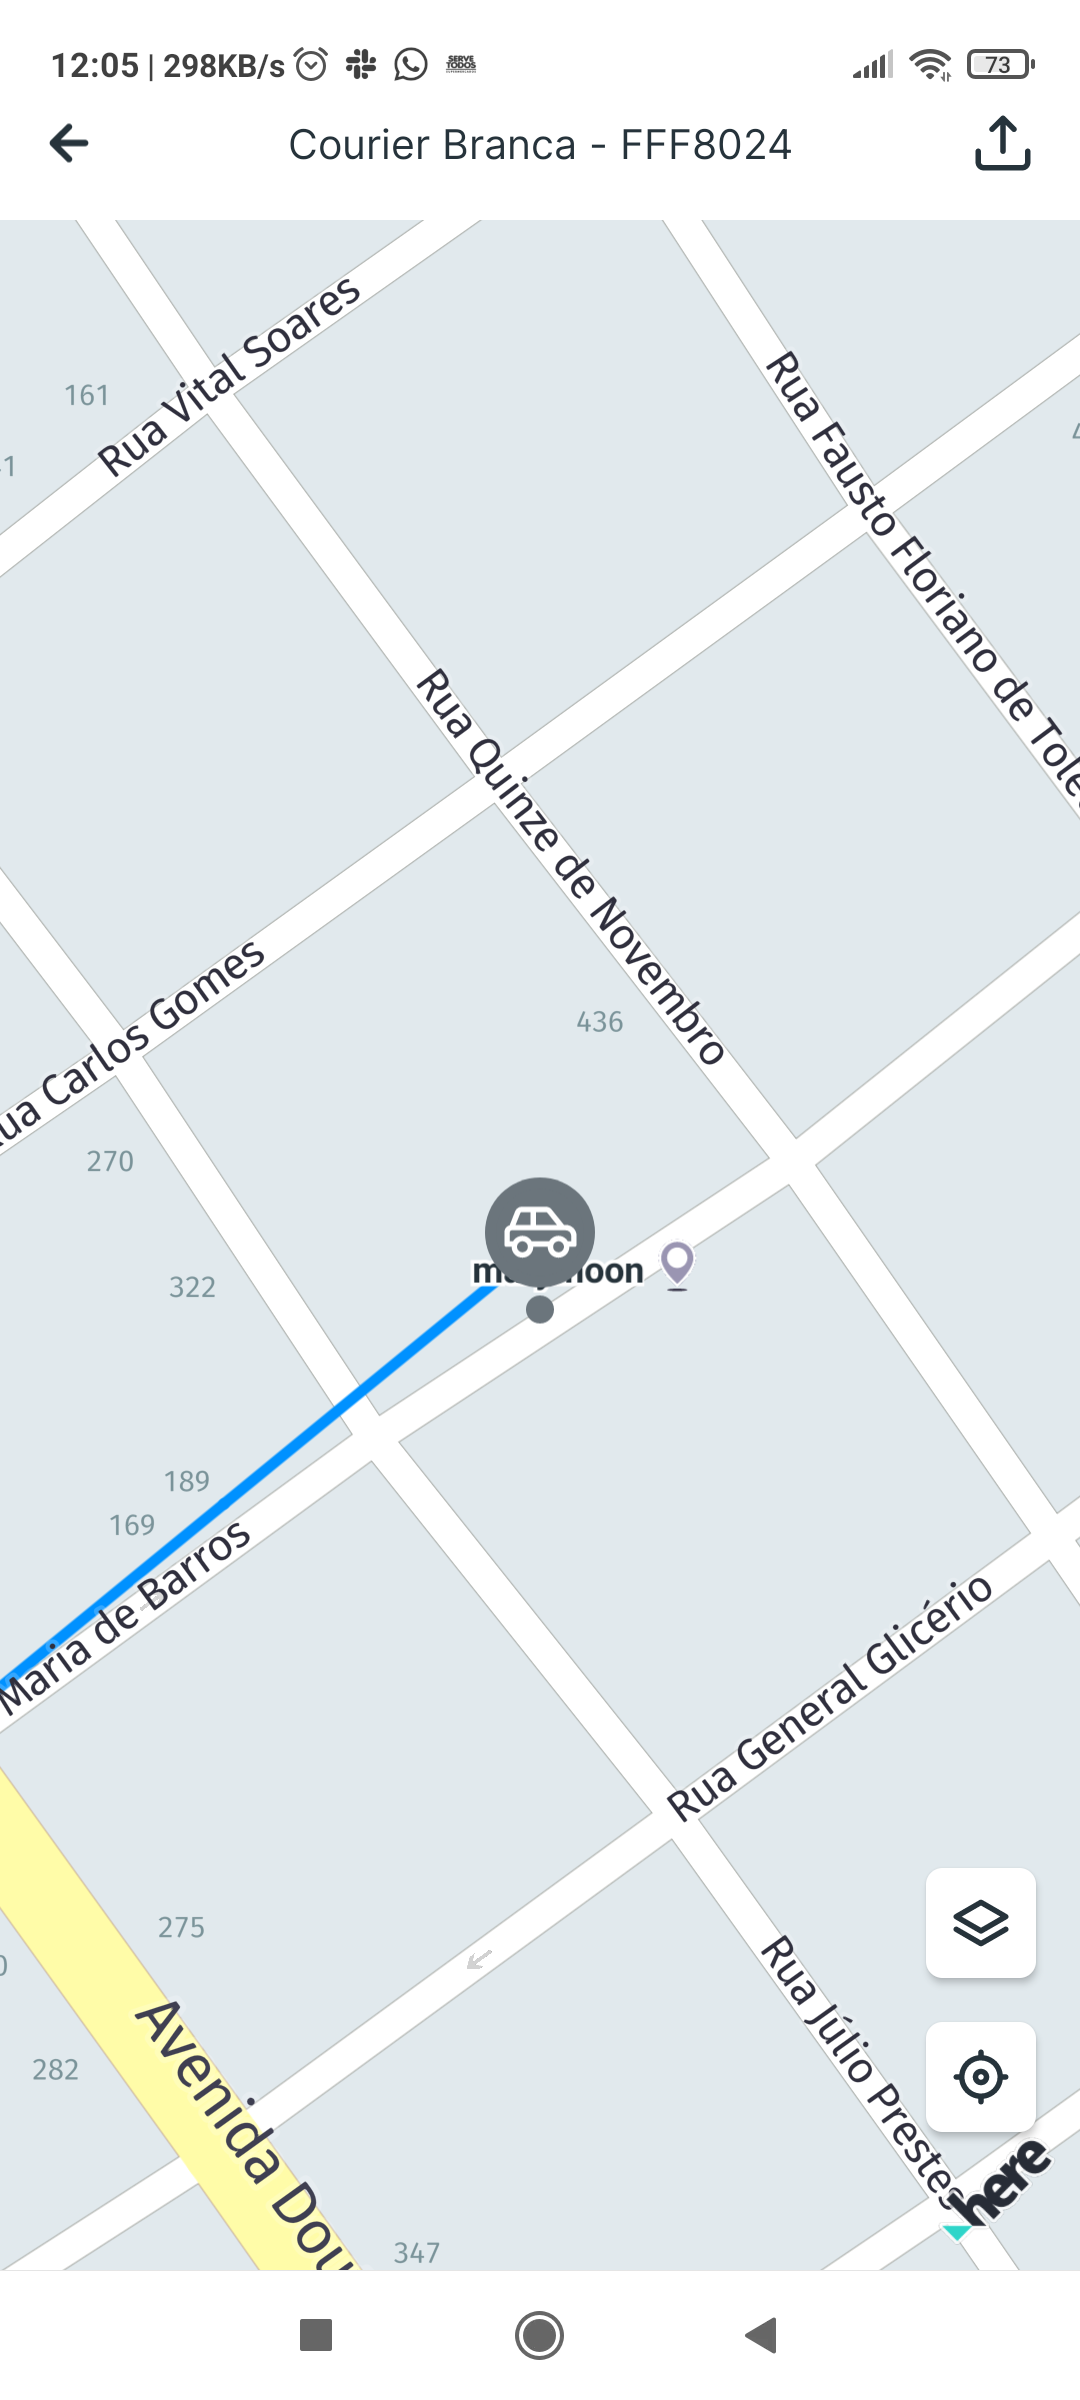 12:05 | 298KB/s
SERVE
TODOS
73
Courier Branca - FFF8024
Rua Vital Soares
161
Rua Fausto Floriano de Tole
Rua Quinze de Novembro
ua Carlos Gomes
436
270
322
189
169
Maria de Barros
Rua General Glicério
275
282
Avenida Dou
Rua Júlio Prestes
here
347